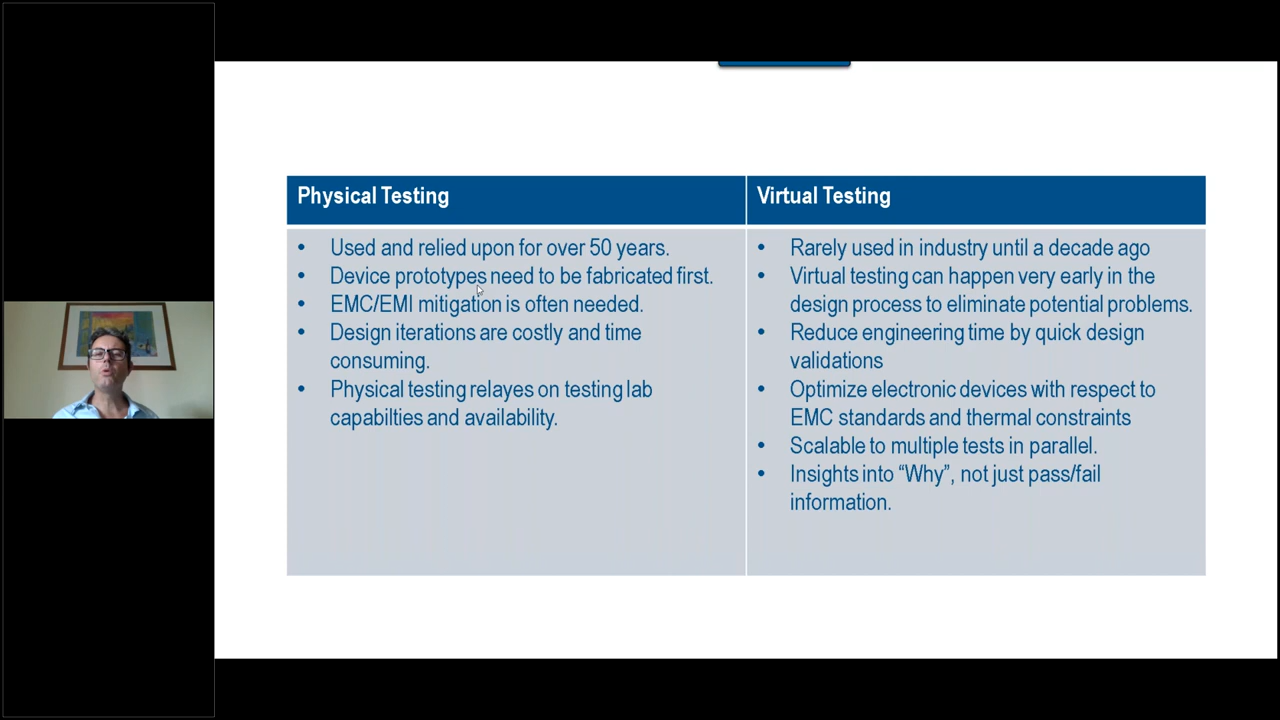 Physical Testing
• Used and relied upon for over 50 years.
• Device prototypes need to be fabricated first.
• EMC/EMI mitigation is often needed.
• Design iterations are costly and time
consuming.
• Physical testing relayes on testing lab
capabilties and availability.
Virtual Testing
• Rarely used in industry until a decade ago
• Virtual testing can happen very early in the
design process to eliminate potential problems.
• Reduce engineering time by quick design
validations
• Optimize electronic devices with respect to
EMC standards and thermal constraints
• Scalable to multiple tests in parallel.
• Insights into “Why”, not just pass/fail
information.